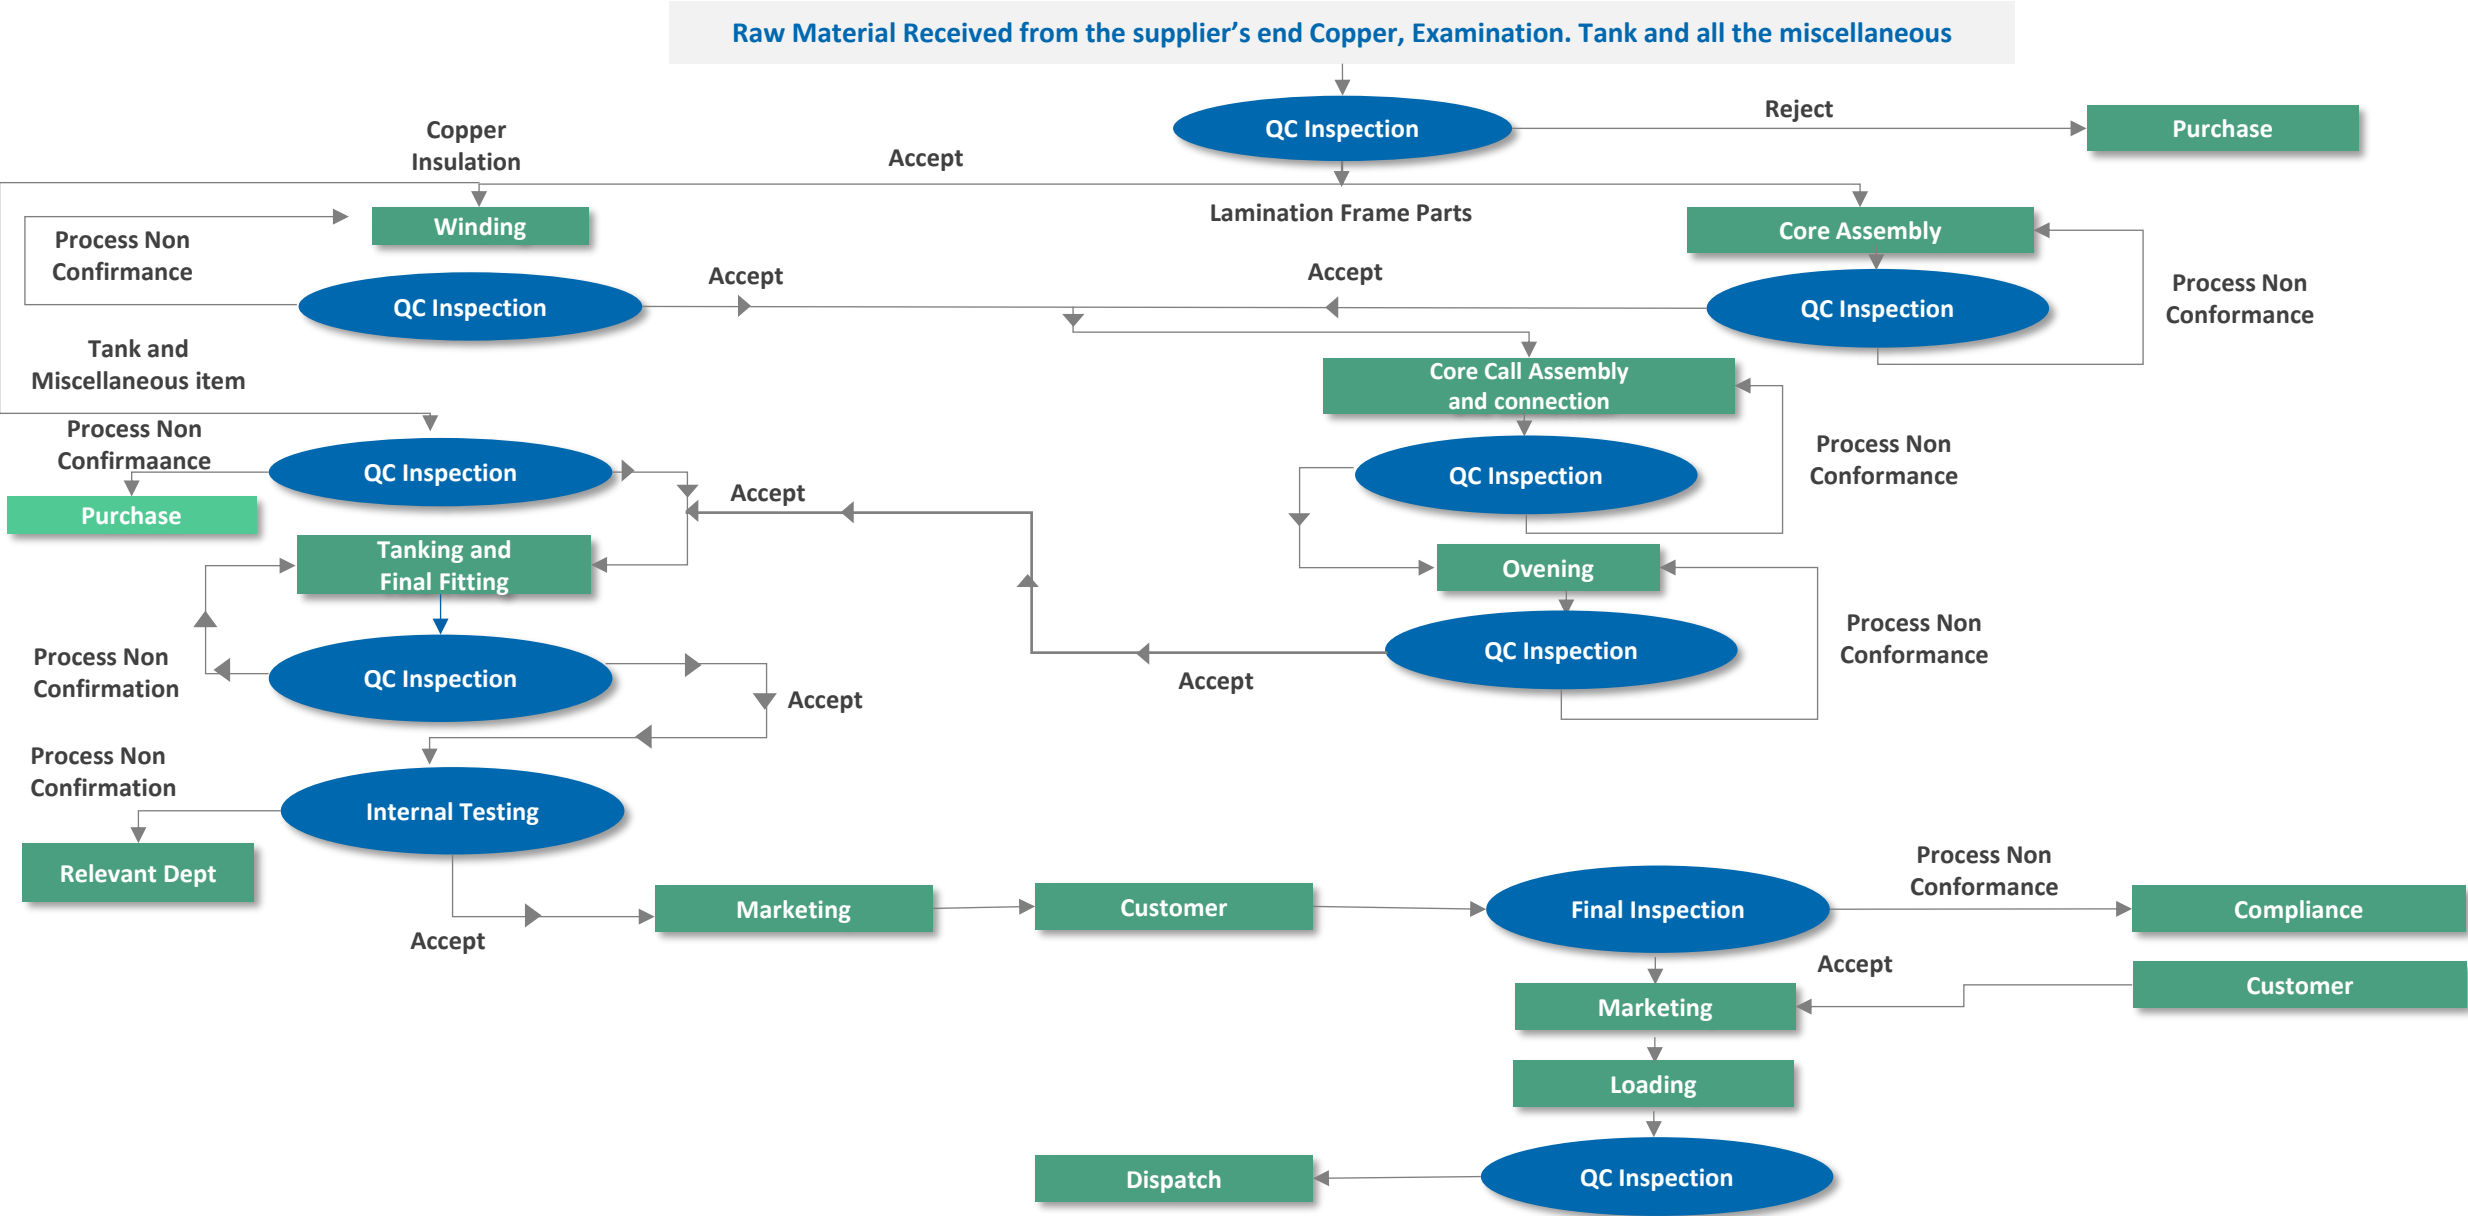 Raw Material Received from the supplier's end Copper, Examination. Tank and all the miscellaneous
QC Inspection
Reject
Purchase
Copper
Insulation
Accept
Lamination Frame Parts
Winding
Core Assembly
Process Non
Confirmance
Accept
Accept
QC Inspection
QC Inspection
Process Non
Conformance
Tank and
Miscellaneous item
Core Call Assembly
and connection
Process Non
Confirmaance
QC Inspection
Accept
QC Inspection
Process Non
Conformance
Purchase
Tanking and
Final Fitting
Ovening
Process Non
Confirmation
QC Inspection
Accept
Accept
QC Inspection
Process Non
Conformance
Process Non
Confirmation
Internal Testing
Relevant Dept
Accept
Marketing
Customer
Final Inspection
Process Non
Conformance
Compliance
Accept
Customer
Marketing
Loading
QC Inspection
Dispatch